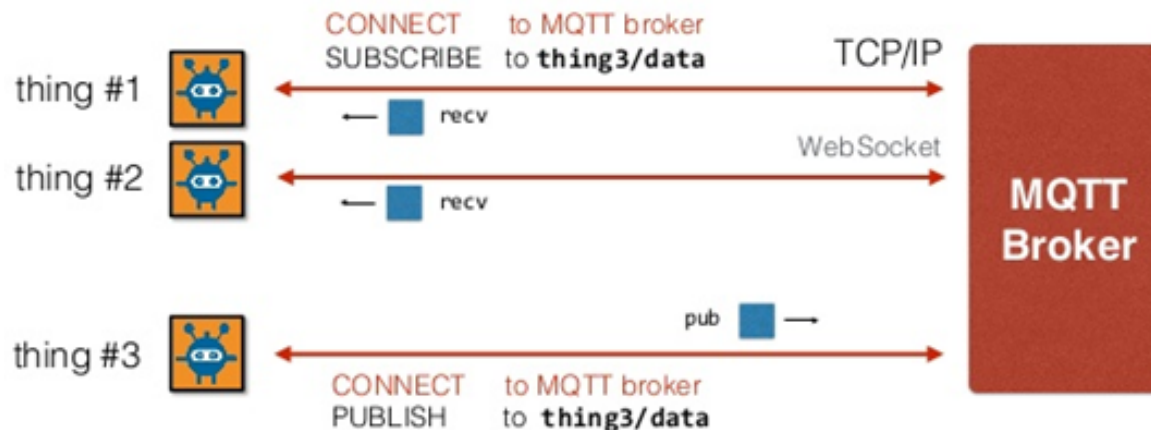 CONNECT to MQTT broker
SUBSCRIBE to thing3/data
TCP/IP
thing #1
recv
WebSocket
thing #2
recv
MQTT
Broker
pub
thing #3
CONNECT to MQTT broker
PUBLISH to thing3/data